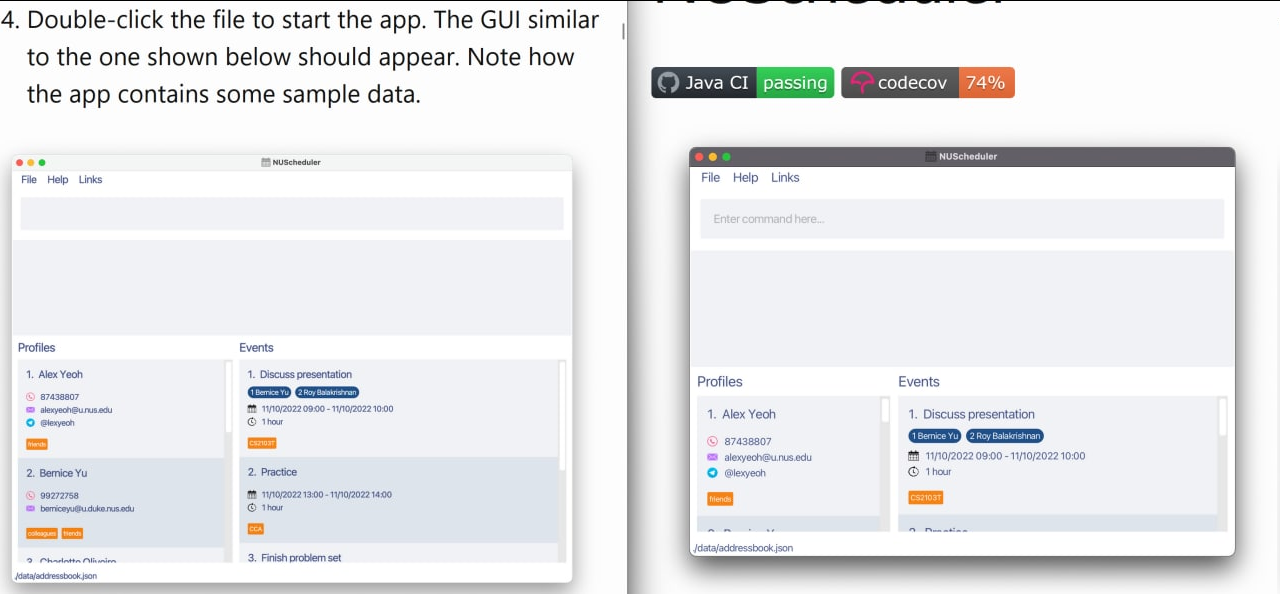 4. Double-click the file to start the app. The GUI similar
to the one shown below should appear. Note how
the app contains some sample data.
NUScheduler
File Help Links
Profiles
1. Alex Yeoh
87438807
alexyeoh@u.nus.edu
@lexyeoh
friends
2. Bernice Yu
99272758
berniceyu@u.duke.nus.edu
colleagues friends
3. Charlotte Oliveiro
Events
1. Discuss presentation
1 Bernice Yu 2 Roy Balakrishnan
11/10/2022 09:00 - 11/10/2022 10:00
1 hour
CS2103T
2. Practice
11/10/2022 13:00 - 11/10/2022 14:00
1 hour
CCA
3. Finish problem set
./data/addressbook.json
NUScheduler
Java CI passing codecov 74%
NUScheduler
File Help Links
Enter command here...
Profiles
1. Alex Yeoh
87438807
alexyeoh@u.nus.edu
@lexyeoh
friends
Events
1. Discuss presentation
1 Bernice Yu 2 Roy Balakrishnan
11/10/2022 09:00 - 11/10/2022 10:00
1 hour
CS2103T
2. Practice
./data/addressbook.json